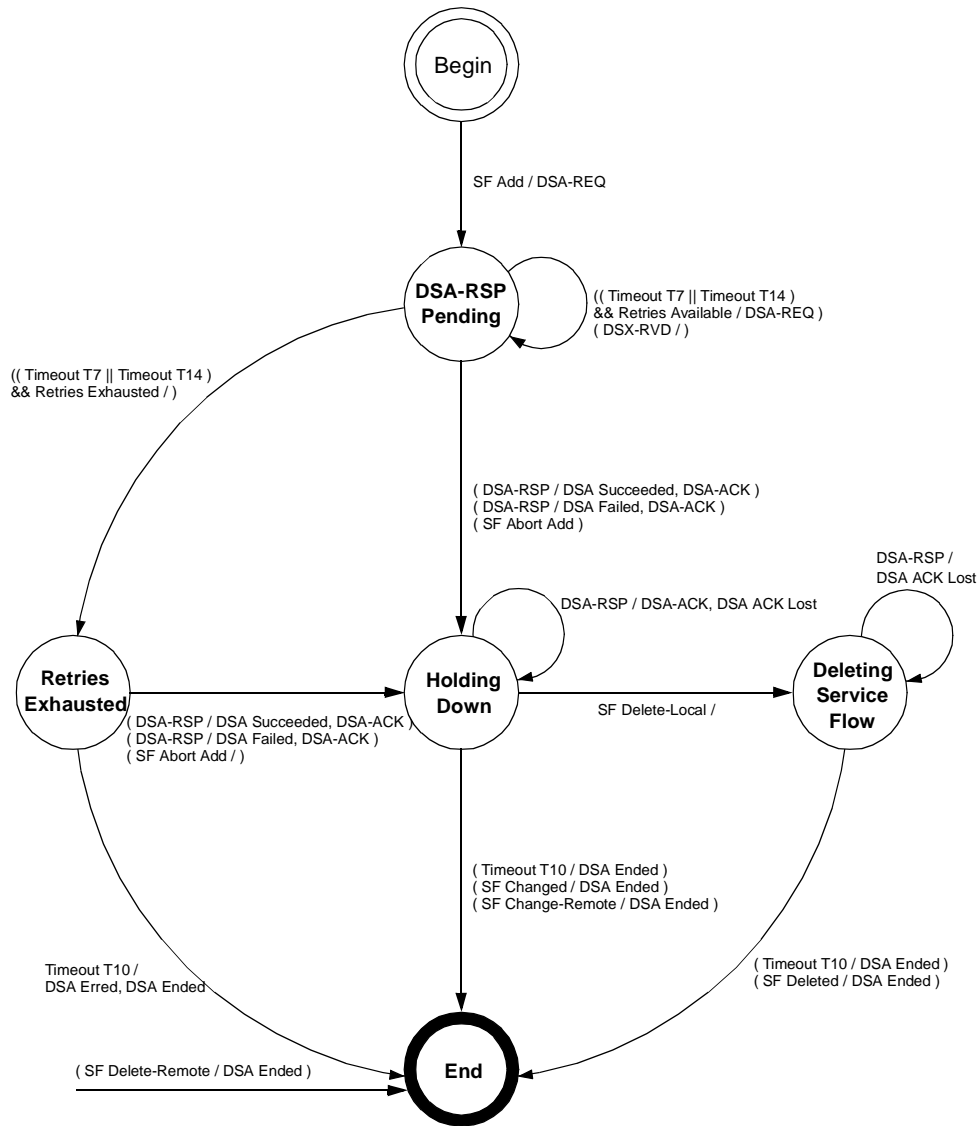 Begin
SF Add / DSA-REQ
DSA-RSP
Pending
(( Timeout T7 || Timeout T14 )
&& Retries Available / DSA-REQ )
( DSX-RVD / )
(( Timeout T7 || Timeout T14 )
&& Retries Exhausted / )
( DSA-RSP / DSA Succeeded, DSA-ACK )
( DSA-RSP / DSA Failed, DSA-ACK )
( SF Abort Add )
DSA-RSP /
DSA ACK Lost
DSA-RSP / DSA-ACK, DSA ACK Lost
Retries
Exhausted
Holding
Down
Deleting
Service
Flow
( DSA-RSP / DSA Succeeded, DSA-ACK )
( DSA-RSP / DSA Failed, DSA-ACK )
( SF Abort Add / )
SF Delete-Local /
( Timeout T10 / DSA Ended )
( SF Changed / DSA Ended )
( SF Change-Remote / DSA Ended )
Timeout T10 /
DSA Erred, DSA Ended
( Timeout T10 / DSA Ended )
( SF Deleted / DSA Ended )
( SF Delete-Remote / DSA Ended )
End